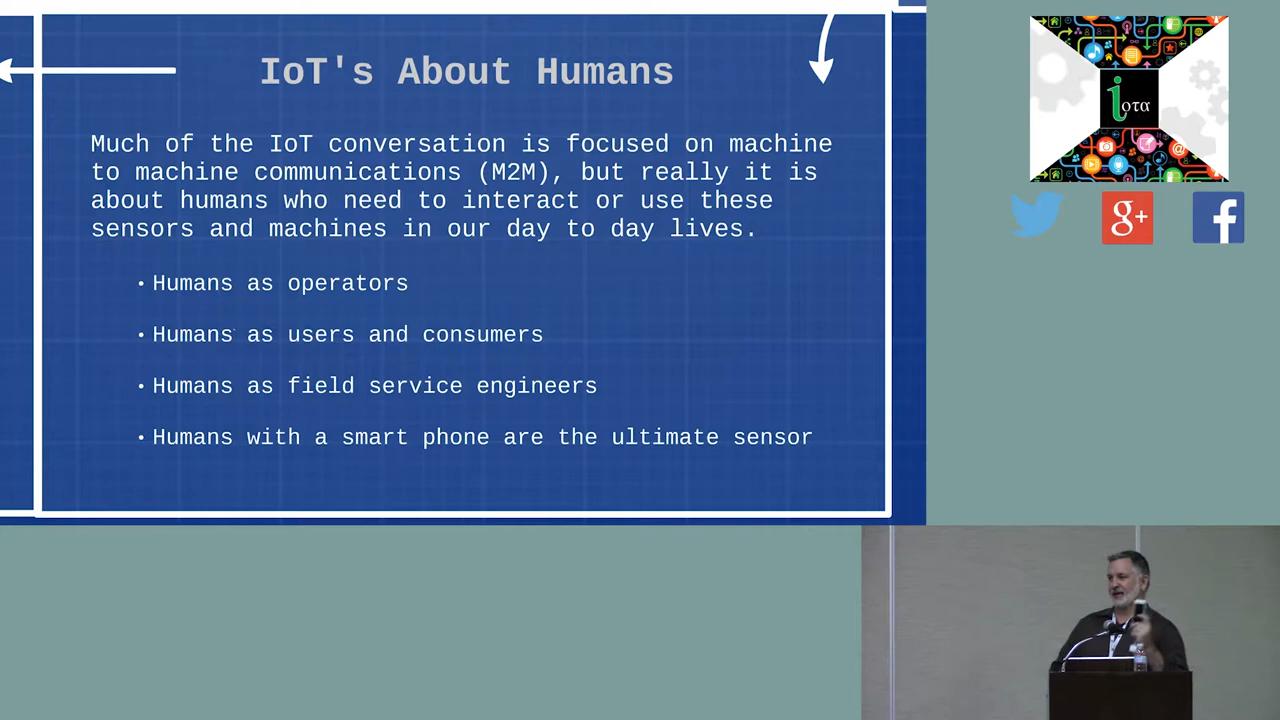 IoT's About Humans
Much of the IoT conversation is focused on machine
to machine communications (M2M), but really it is
about humans who need to interact or use these
sensors and machines in our day to day lives.
• Humans as operators
• Humans as users and consumers
• Humans as field service engineers
• Humans with a smart phone are the ultimate sensor
iοτα
g+
f